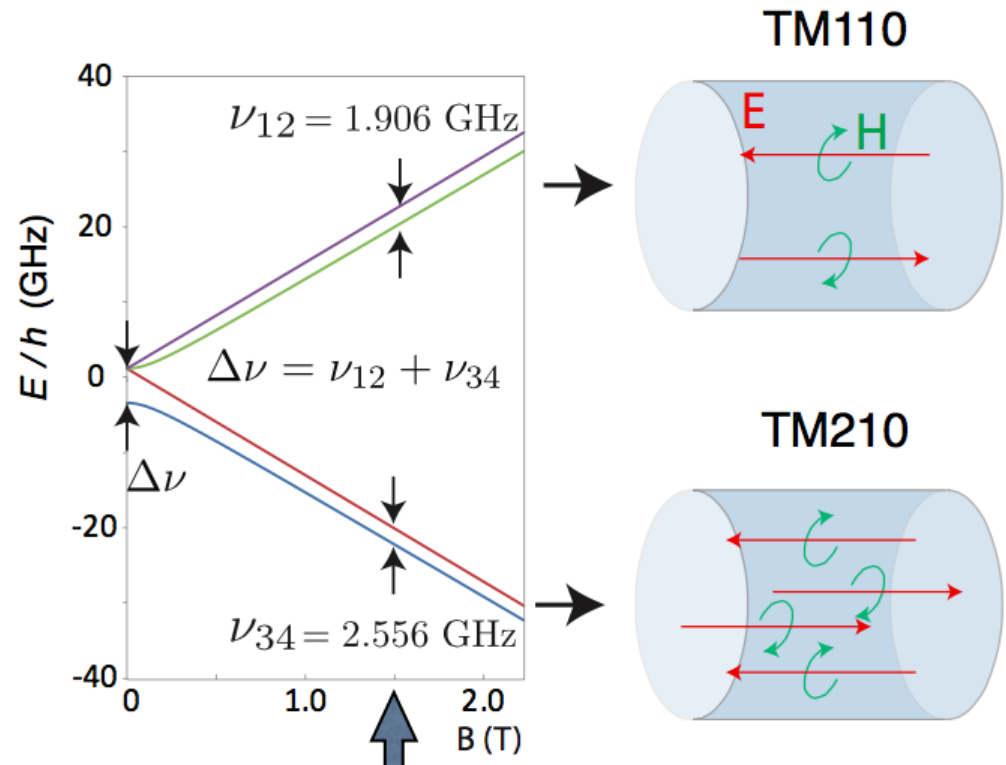 TM110
40
ν₁₂ = 1.906 GHz
E
H
20
E / h (GHz)
0
Δν = ν₁₂ + ν₃₄
TM210
Δν
-20
ν₃₄ = 2.556 GHz
-40
0 1.0 2.0
B (T)